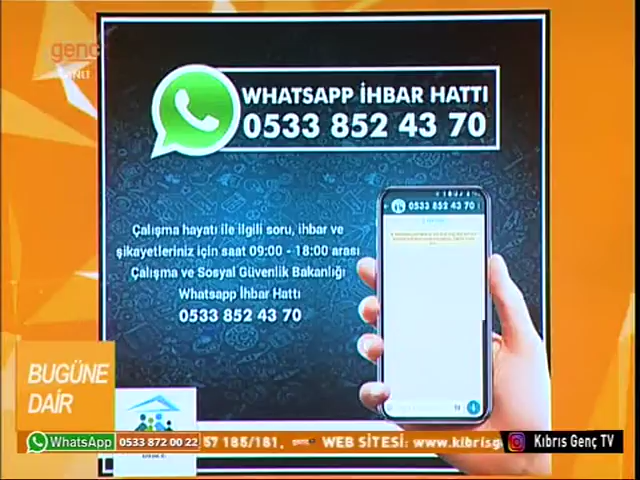 genç
WHATSAPP İHBAR HATTI
0533 852 43 70
0533 852 43 70
Çalışma hayatı ile ilgili soru, ihbar ve
şikayetleriniz için saat 09:00 - 18:00 arası
Çalışma ve Sosyal Güvenlik Bakanlığı
Whatsapp İhbar Hattı
0533 852 43 70
BUGÜNE
DAİR
WhatsApp 0533 872 00 22 57 185/181, genç WEB SİTESİ: www.kibrisge Kıbrıs Genç TV